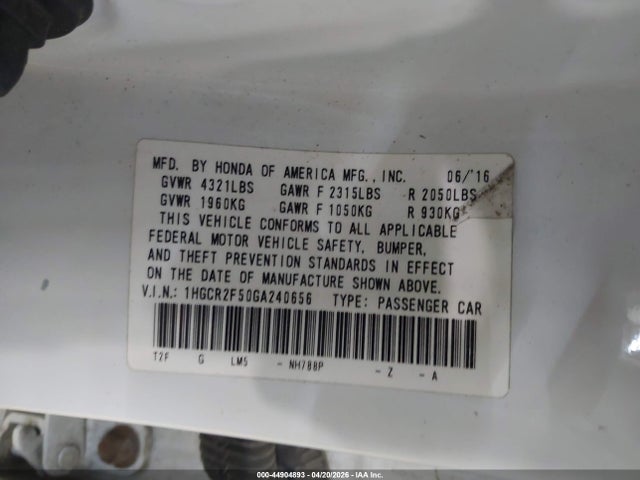 MFD. BY HONDA OF AMERICA MFG., INC. 06/'16
GVWR 4321LBS GAWR F 2315LBS R 2050LBS
GVWR 1960KG GAWR F 1050KG R 930KG
THIS VEHICLE CONFORMS TO ALL APPLICABLE
FEDERAL MOTOR VEHICLE SAFETY, BUMPER,
AND THEFT PREVENTION STANDARDS IN EFFECT
ON THE DATE OF MANUFACTURE SHOWN ABOVE.
V.I.N.: 1HGCR2F50GA240656 TYPE: PASSENGER CAR
T2F G LM5 - NH788P - Z - A
000-44904893 | 04/20/2026 - IAA Inc.